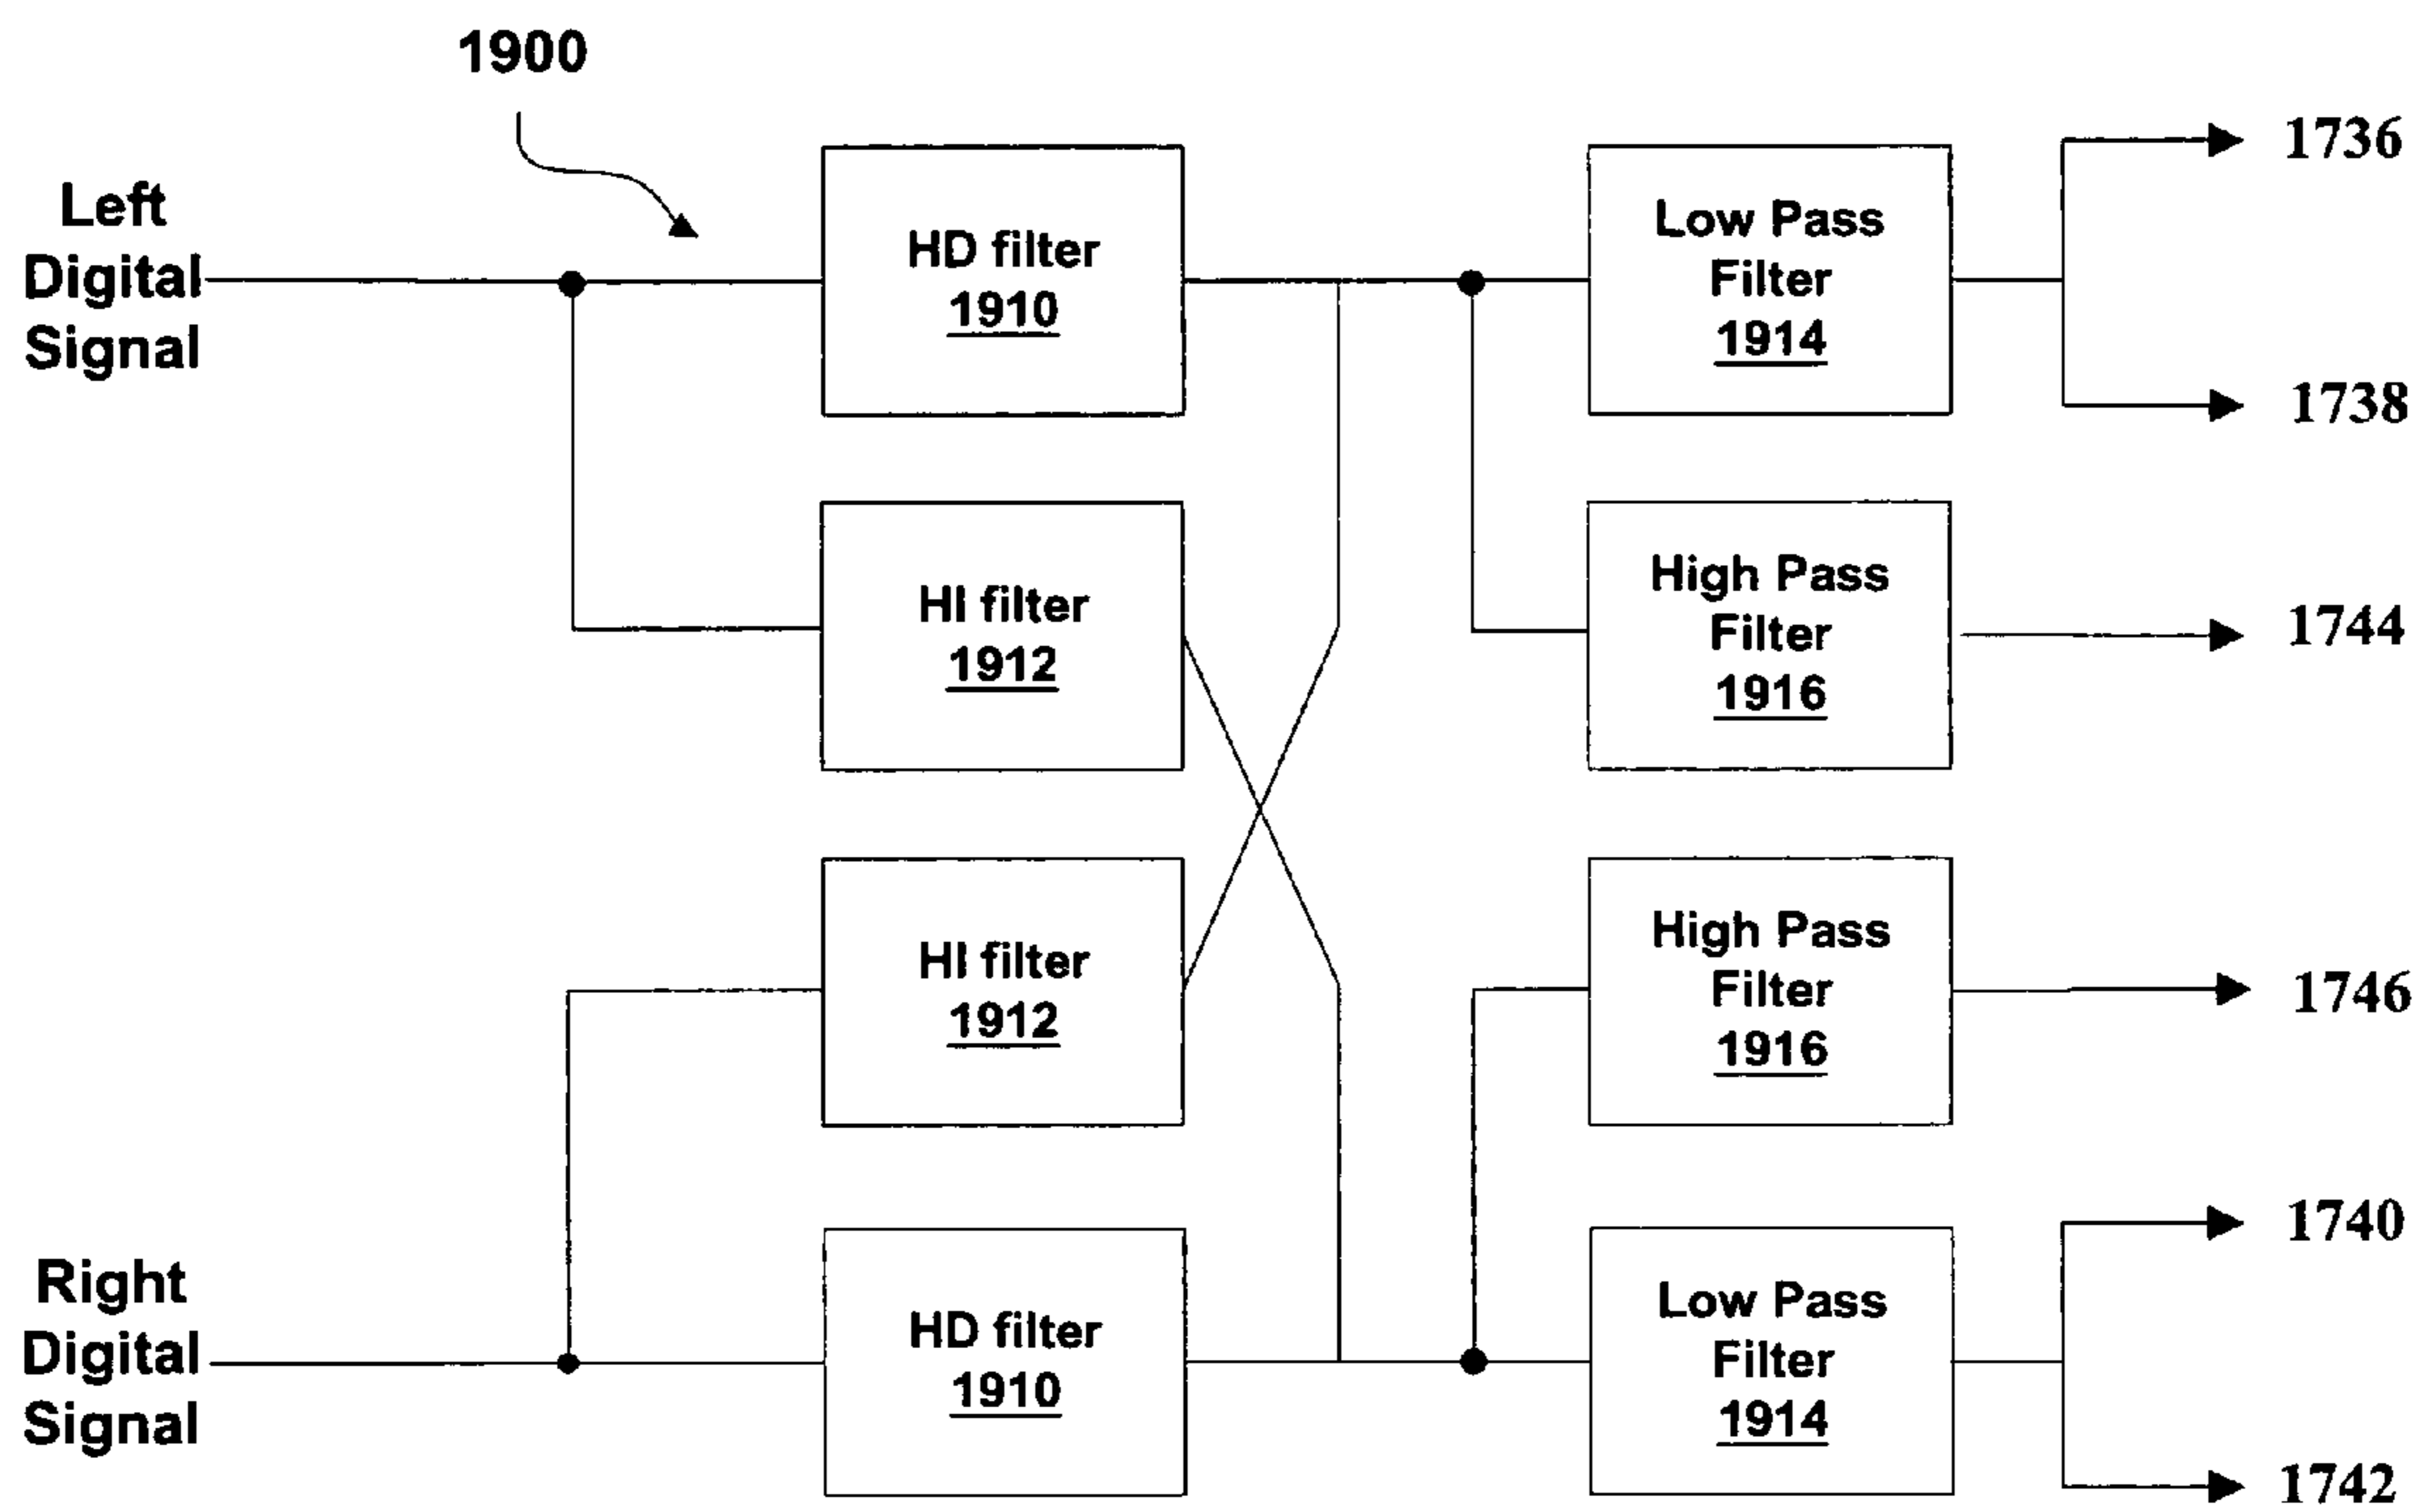 1900
Left
Digital
Signal
HD filter
1910
Low Pass
Filter
1914
1736
1738
HI filter
1912
High Pass
Filter
1916
1744
HI filter
1912
High Pass
Filter
1916
1746
Right
Digital
Signal
HD filter
1910
Low Pass
Filter
1914
1740
1742